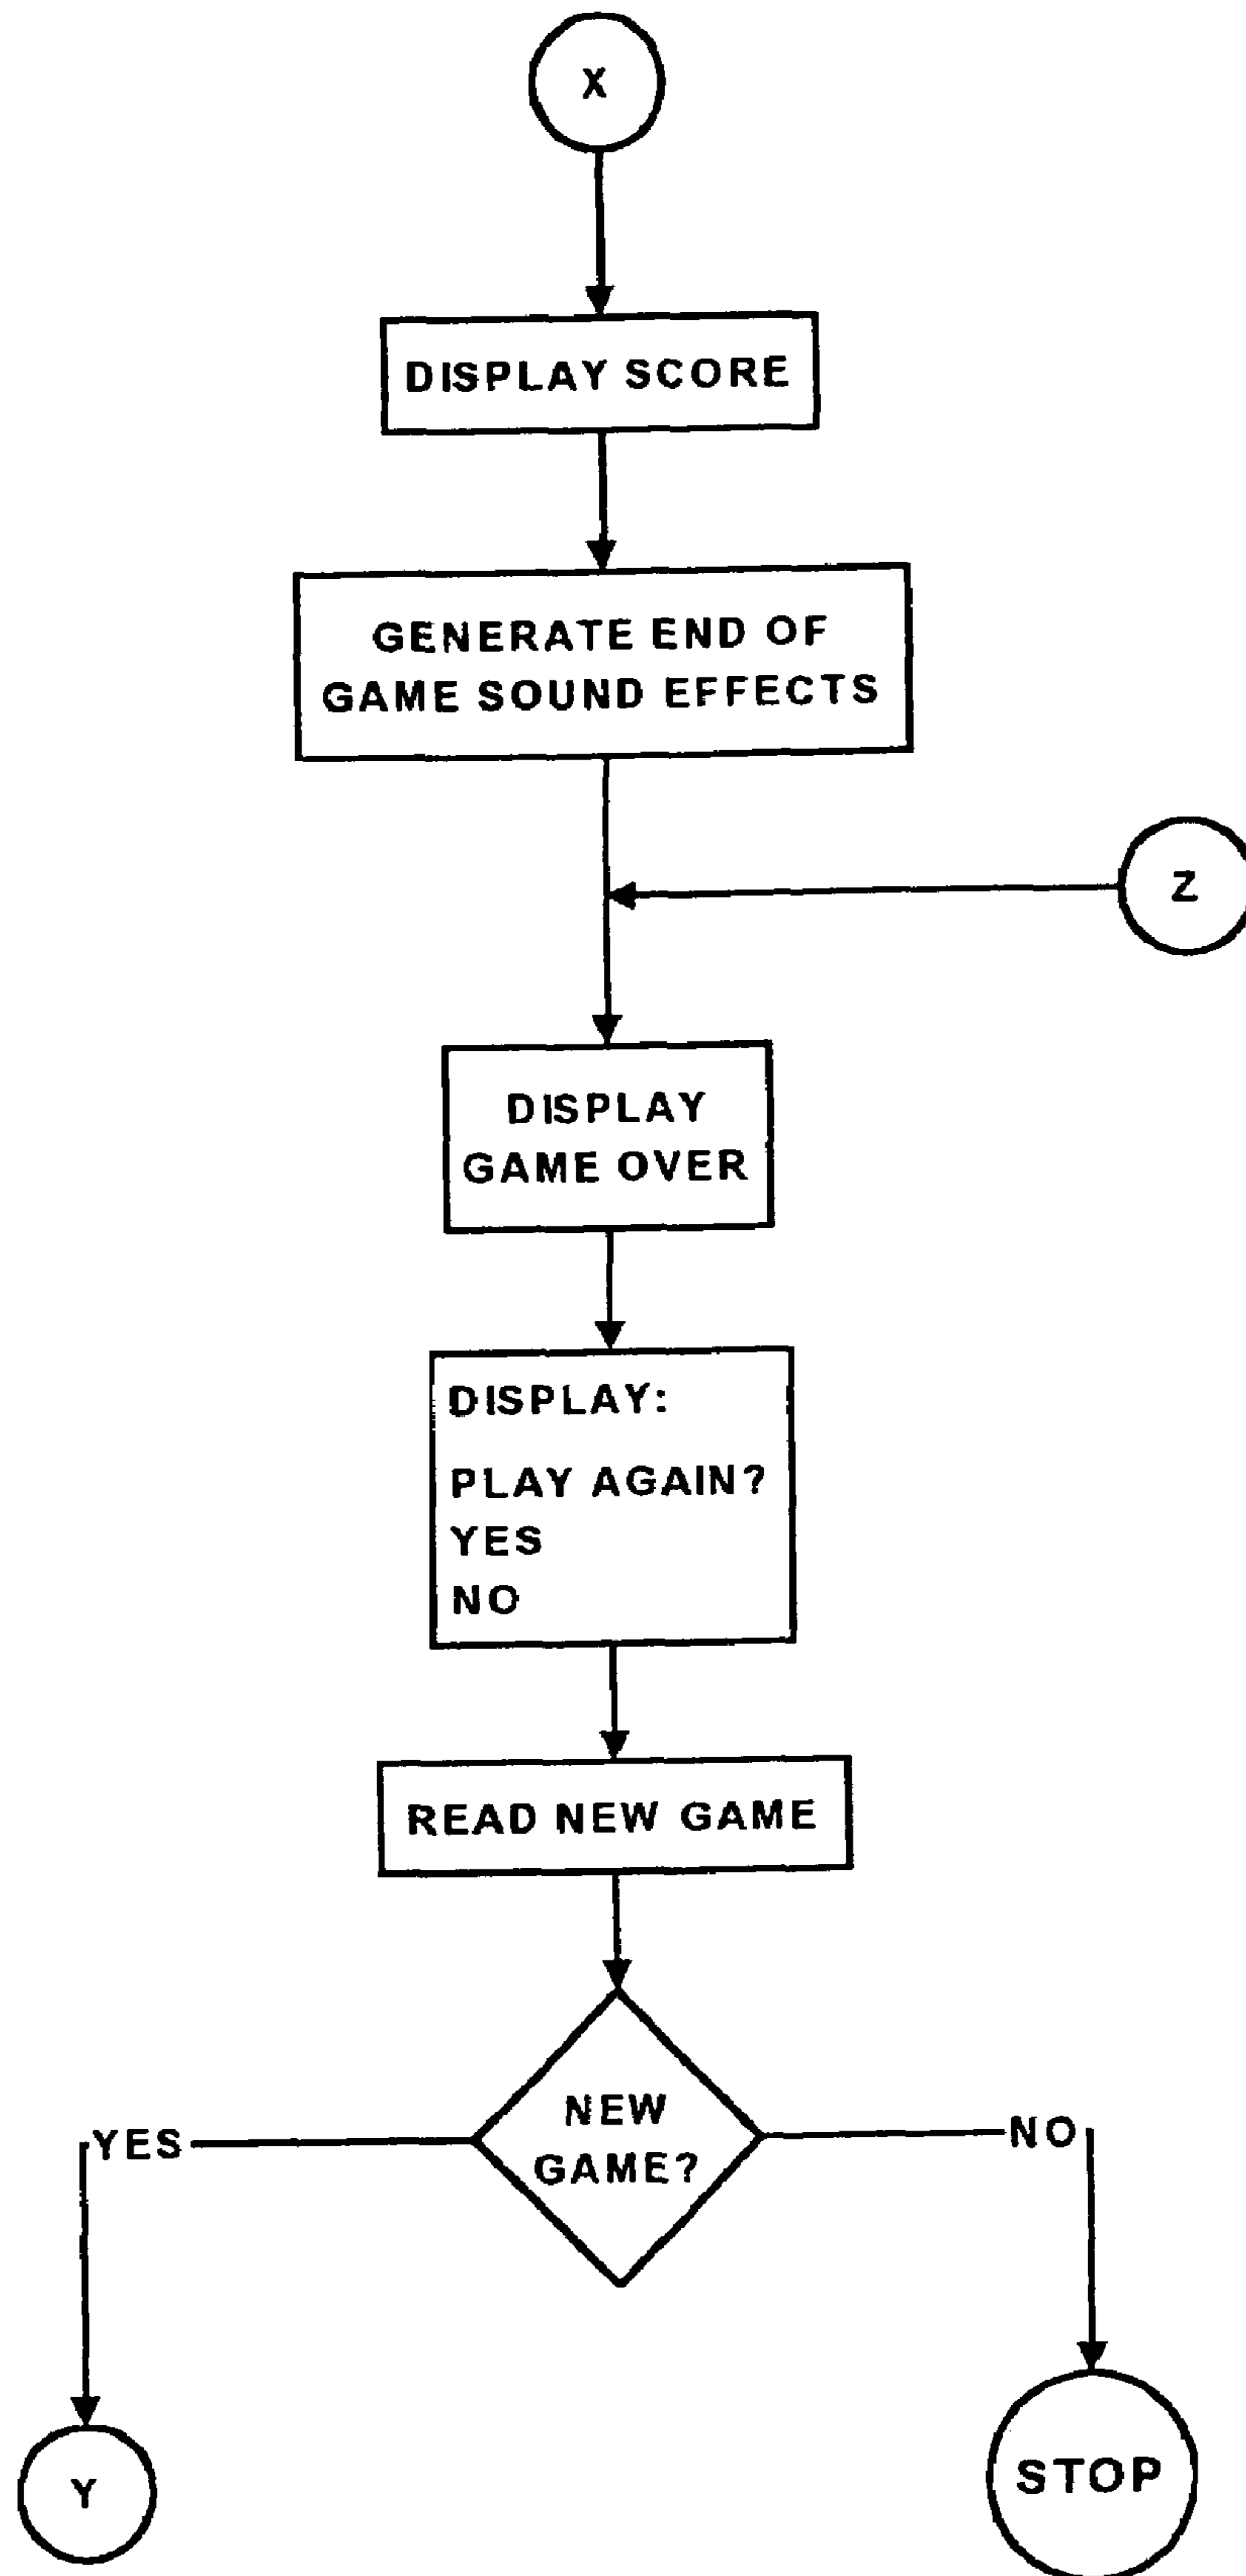 X
DISPLAY SCORE
GENERATE END OF
GAME SOUND EFFECTS
Z
DISPLAY
GAME OVER
DISPLAY:
PLAY AGAIN?
YES
NO
READ NEW GAME
NEW
GAME?
YES
NO
Y
STOP